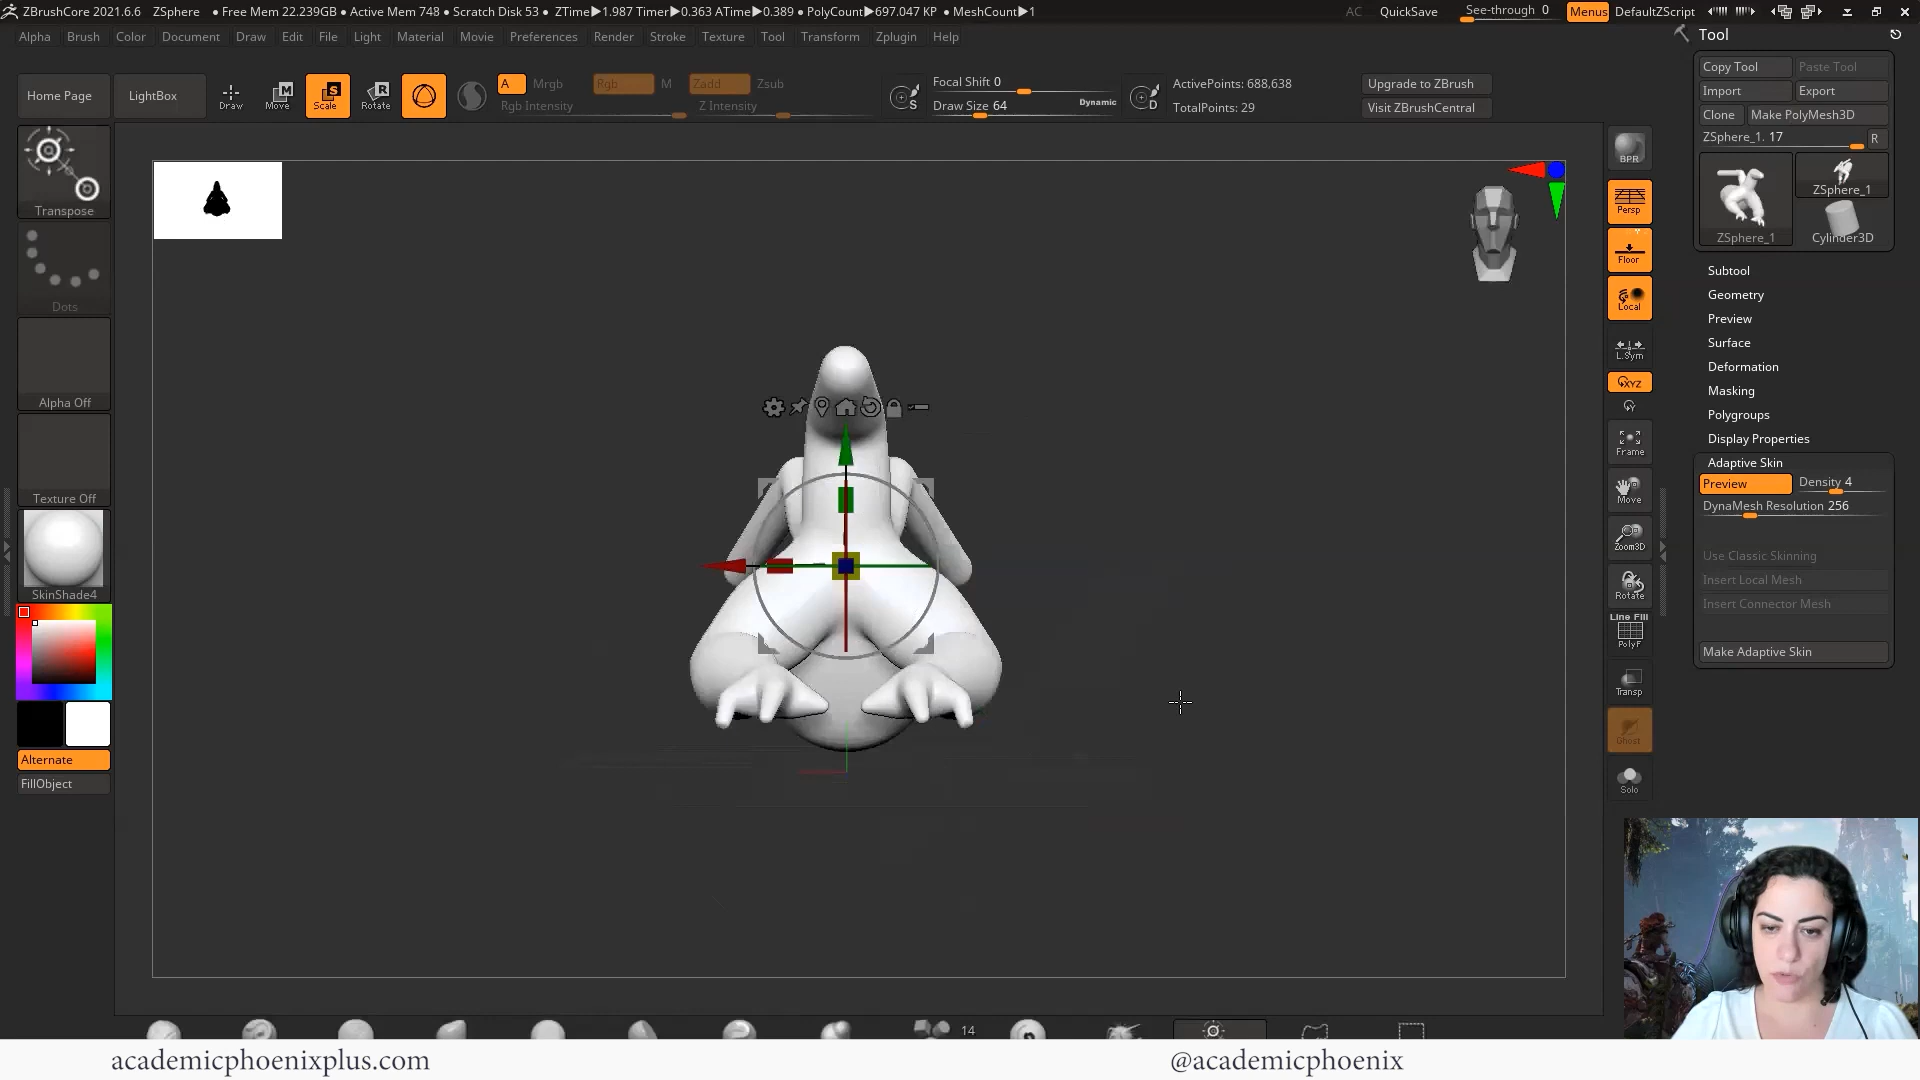 ZBrushCore 2021.6.6 ZSphere • Free Mem 22.239GB • Active Mem 748 • Scratch Disk 53 • ZTime▶1.987 Timer▶0.363 ATime▶0.389 • PolyCount▶697.047 KP • MeshCount▶1 AC QuickSave See-through 0 Menus DefaultZScript
Alpha Brush Color Document Draw Edit File Light Material Movie Preferences Render Stroke Texture Tool Transform Zplugin Help
Tool
Copy Tool Paste Tool
Import Export
Clone Make PolyMesh3D
ZSphere_1. 17 R
ZSphere_1
ZSphere_1 Cylinder3D
Home Page LightBox Draw Move Scale Rotate
A Mrgb Rgb M Zadd Zsub
Rgb Intensity Z Intensity
Focal Shift 0
Draw Size 64 Dynamic
S
D
ActivePoints: 688,638
TotalPoints: 29
Upgrade to ZBrush
Visit ZBrushCentral
Transpose
Dots
Alpha Off
Texture Off
SkinShade4
Alternate
FillObject
BPR
Persp
Floor
Local
L.Sym
XYZ
Frame
Move
Zoom3D
Rotate
Line Fill
PolyF
Transp
Ghost
Solo
Subtool
Geometry
Preview
Surface
Deformation
Masking
Polygroups
Display Properties
Adaptive Skin
Preview Density 4
DynaMesh Resolution 256
Use Classic Skinning
Insert Local Mesh
Insert Connector Mesh
Make Adaptive Skin
14
academicphoenixplus.com
@academicphoenix